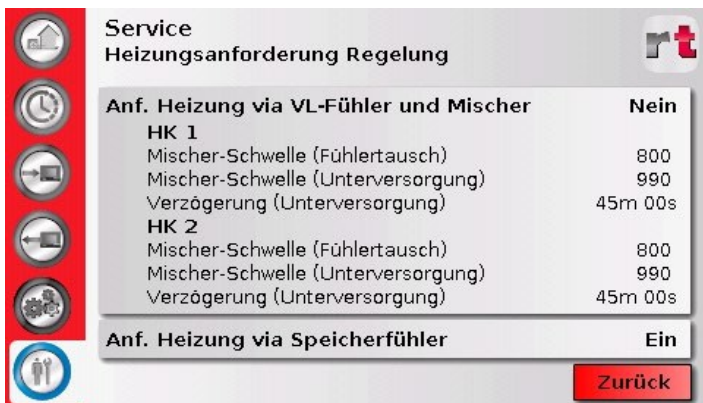 Service
Heizungsanforderung Regelung
rt
Anf. Heizung via VL-Fühler und Mischer Nein
HK 1
Mischer-Schwelle (Fühlertausch) 800
Mischer-Schwelle (Unterversorgung) 990
Verzögerung (Unterversorgung) 45m 00s
HK 2
Mischer-Schwelle (Fühlertausch) 800
Mischer-Schwelle (Unterversorgung) 990
Verzögerung (Unterversorgung) 45m 00s
Anf. Heizung via Speicherfühler Ein
Zurück